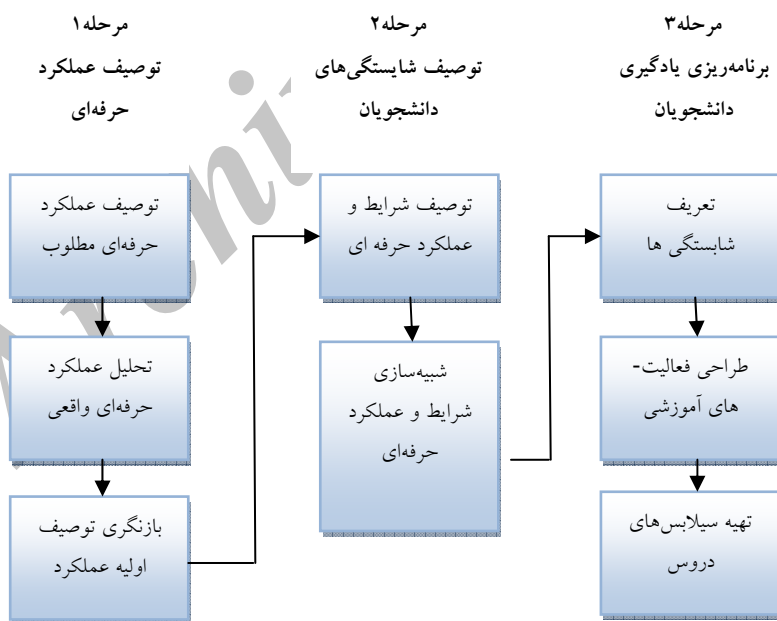 مرحله۱
توصیف عملکرد
حرفه‌ای
توصیف عملکرد
حرفه‌ای مطلوب
تحلیل عملکرد
حرفه‌ای واقعی
بازنگری توصیف
اولیه عملکرد
مرحله۲
توصیف شایستگی‌های
دانشجویان
توصیف شرایط و
عملکرد حرفه ای
شبیه‌سازی
شرایط و عملکرد
حرفه‌ای
مرحله۳
برنامه‌ریزی یادگیری
دانشجویان
تعریف
شابستگی ها
طراحی فعالیت-
های آموزشی
تهیه سیلابس‌های
دروس